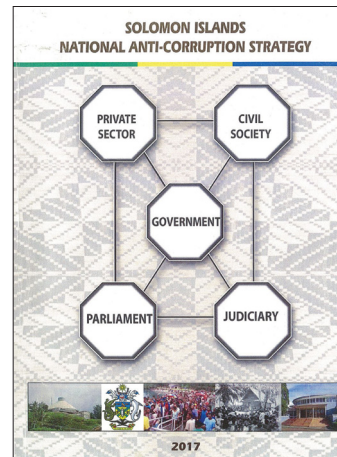 SOLOMON ISLANDS
NATIONAL ANTI-CORRUPTION STRATEGY
PRIVATE
SECTOR
CIVIL
SOCIETY
GOVERNMENT
PARLIAMENT
JUDICIARY
2017